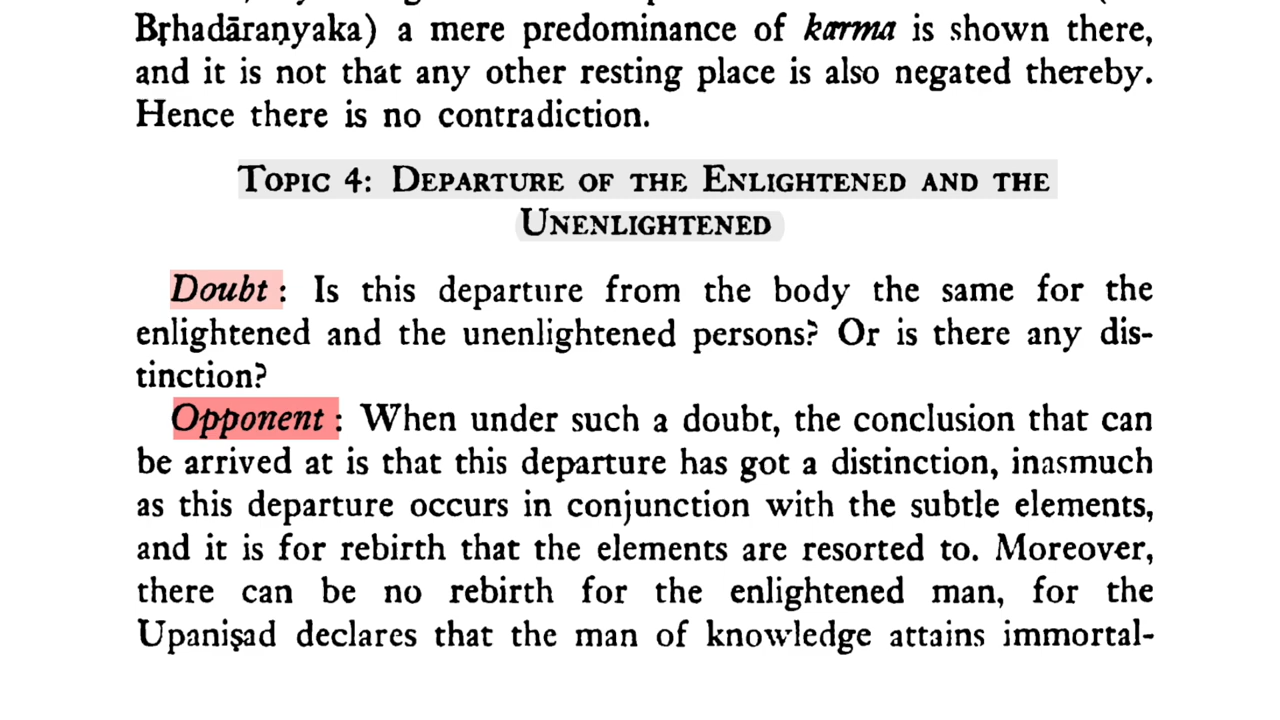 Bṛhadāraṇyaka) a mere predominance of karma is shown there,
and it is not that any other resting place is also negated thereby.
Hence there is no contradiction.
TOPIC 4: DEPARTURE OF THE ENLIGHTENED AND THE
UNENLIGHTENED
Doubt: Is this departure from the body the same for the
enlightened and the unenlightened persons? Or is there any dis-
tinction?
Opponent: When under such a doubt, the conclusion that can
be arrived at is that this departure has got a distinction, inasmuch
as this departure occurs in conjunction with the subtle elements,
and it is for rebirth that the elements are resorted to. Moreover,
there can be no rebirth for the enlightened man, for the
Upaniṣad declares that the man of knowledge attains immortal-